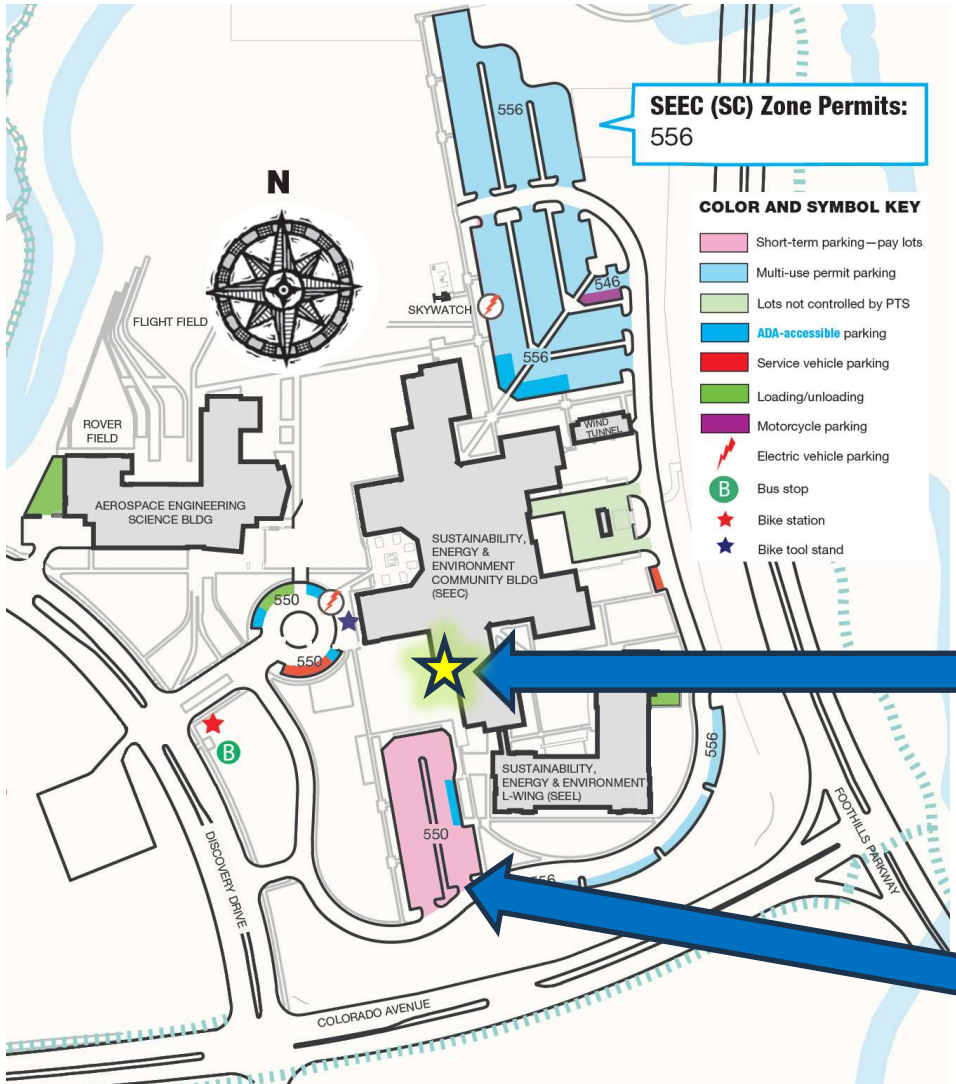 556
SEEC (SC) Zone Permits:
556
N
COLOR AND SYMBOL KEY
Short-term parking—pay lots
Multi-use permit parking
Lots not controlled by PTS
ADA-accessible parking
Service vehicle parking
Loading/unloading
Motorcycle parking
Electric vehicle parking
B
Bus stop
Bike station
Bike tool stand
546
SKYWATCH
FLIGHT FIELD
556
ROVER
FIELD
WIND
TUNNEL
AEROSPACE ENGINEERING
SCIENCE BLDG
SUSTAINABILITY,
ENERGY &
ENVIRONMENT
COMMUNITY BLDG
(SEEC)
550
550
B
556
SUSTAINABILITY,
ENERGY & ENVIRONMENT
L-WING (SEEL)
550
556
DISCOVERY DRIVE
FOOTHILLS PARKWAY
COLORADO AVENUE